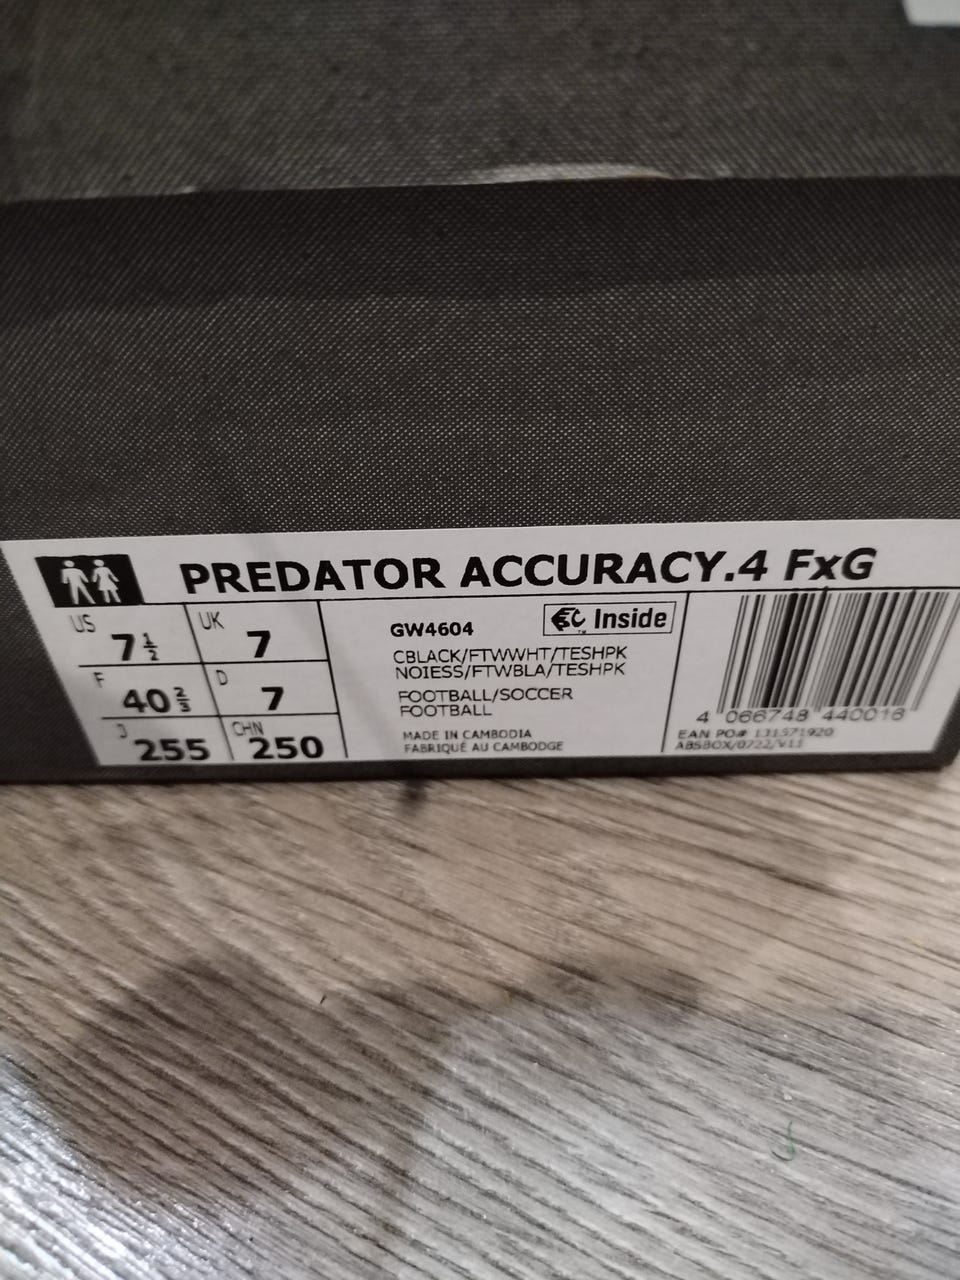 PREDATOR ACCURACY.4 FxG
US 7 1/2
UK 7
F 40 2/3
D 7
J 255
CHN 250
GW4604
Inside
CBLACK/FTWWHT/TESHPK
NOIESS/FTWBLA/TESHPK
FOOTBALL/SOCCER
FOOTBALL
MADE IN CAMBODIA
FABRIQUÉ AU CAMBODGE
4 066748 440016
EAN PO# 131571920
ABSBOX/0722/V11